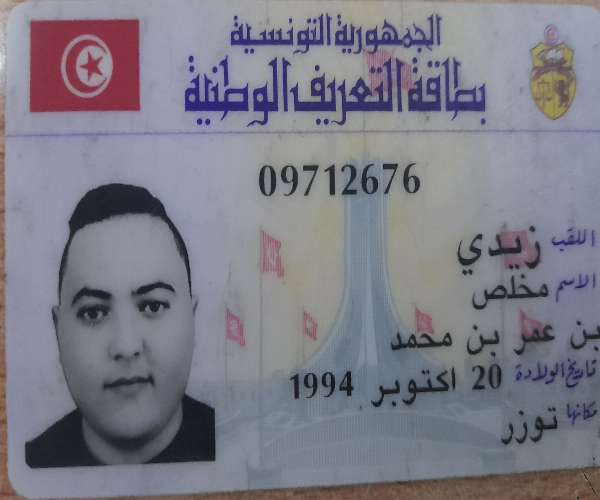 الجمهورية التونسية
بطاقة التعريف الوطنية
09712676
اللقب زيدي
الاسم مخلص
بن عمر بن محمد
تاريخ الولادة 20 اكتوبر 1994
مكانها توزر